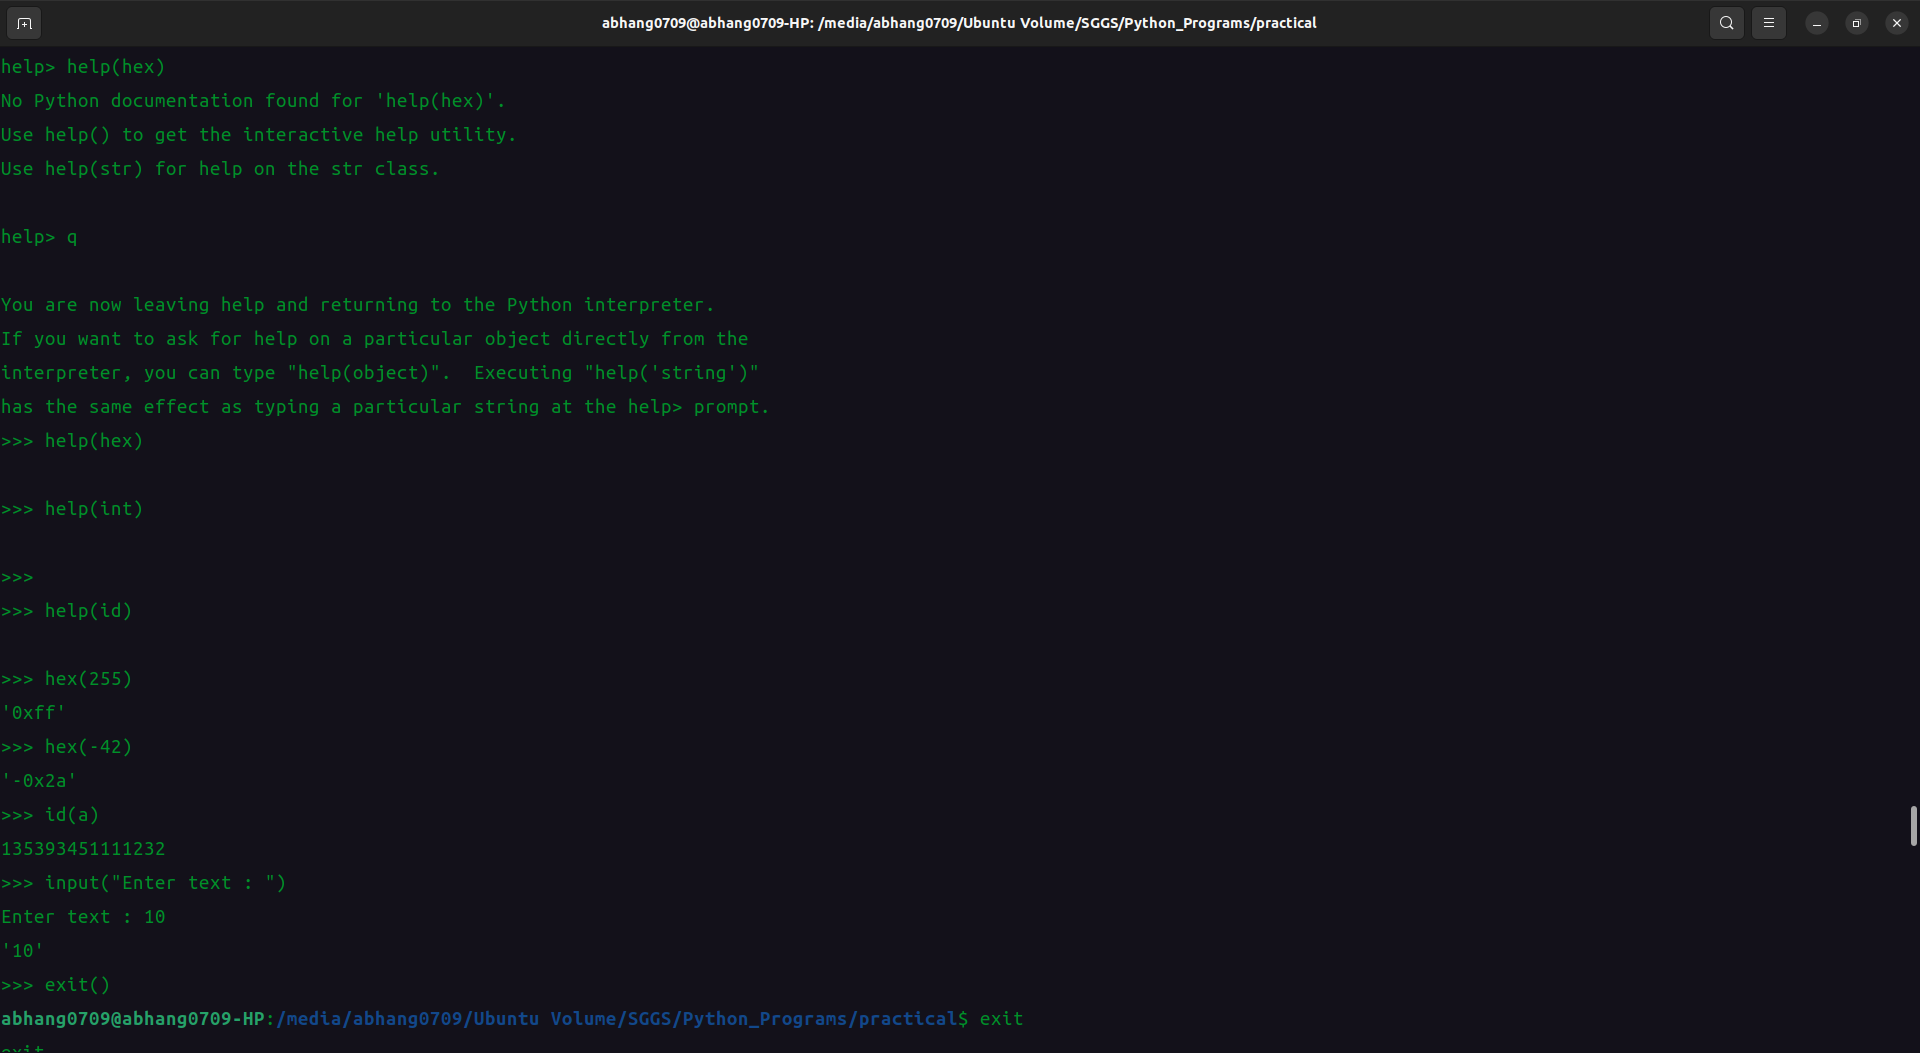 abhang0709@abhang0709-HP: /media/abhang0709/Ubuntu Volume/SGGS/Python_Programs/practical
help> help(hex)
No Python documentation found for 'help(hex)'.
Use help() to get the interactive help utility.
Use help(str) for help on the str class.
help> q
You are now leaving help and returning to the Python interpreter.
If you want to ask for help on a particular object directly from the
interpreter, you can type "help(object)".  Executing "help('string')"
has the same effect as typing a particular string at the help> prompt.
>>> help(hex)
>>> help(int)
>>>
>>> help(id)
>>> hex(255)
'0xff'
>>> hex(-42)
'-0x2a'
>>> id(a)
135393451111232
>>> input("Enter text : ")
Enter text : 10
'10'
>>> exit()
abhang0709@abhang0709-HP:/media/abhang0709/Ubuntu Volume/SGGS/Python_Programs/practical$ exit
exit